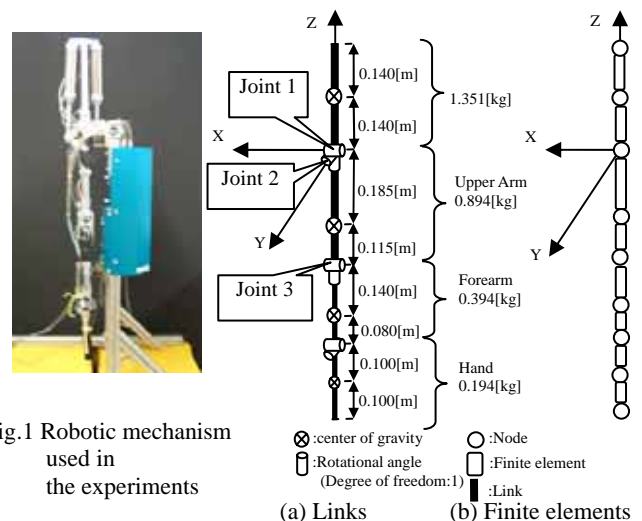 Z
Joint 1
0.140[m]
0.140[m]
1.351[kg]
X
Joint 2
0.185[m]
Upper Arm
0.894[kg]
Y
0.115[m]
Joint 3
0.140[m]
Forearm
0.394[kg]
0.080[m]
0.100[m]
Hand
0.194[kg]
0.100[m]
Z
X
Y
ig.1 Robotic mechanism
used in
the experiments
:center of gravity
:Rotational angle
(Degree of freedom:1)
:Node
:Finite element
:Link
(a) Links
(b) Finite elements